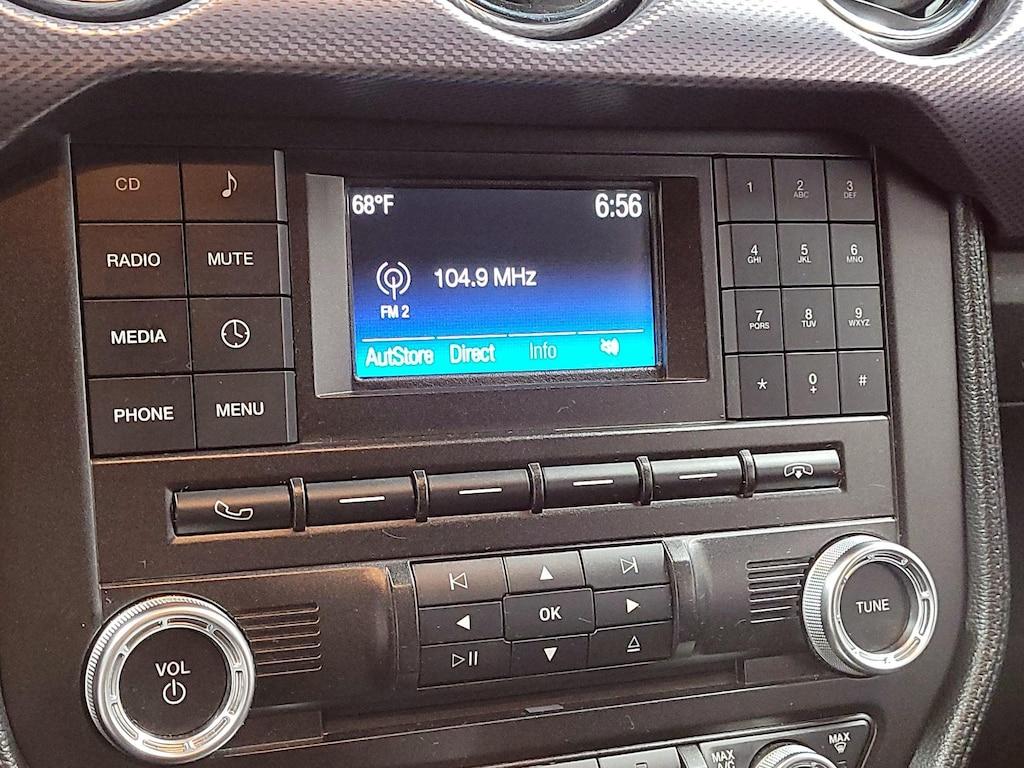 CD
RADIO MUTE
MEDIA
PHONE MENU
68°F 6:56
104.9 MHz
FM 2
AutStore Direct Info
1 2 ABC 3 DEF
4 GHI 5 JKL 6 MNO
7 PQRS 8 TUV 9 WXYZ
* 0 + #
OK
VOL
TUNE
MAX A/C
MAX